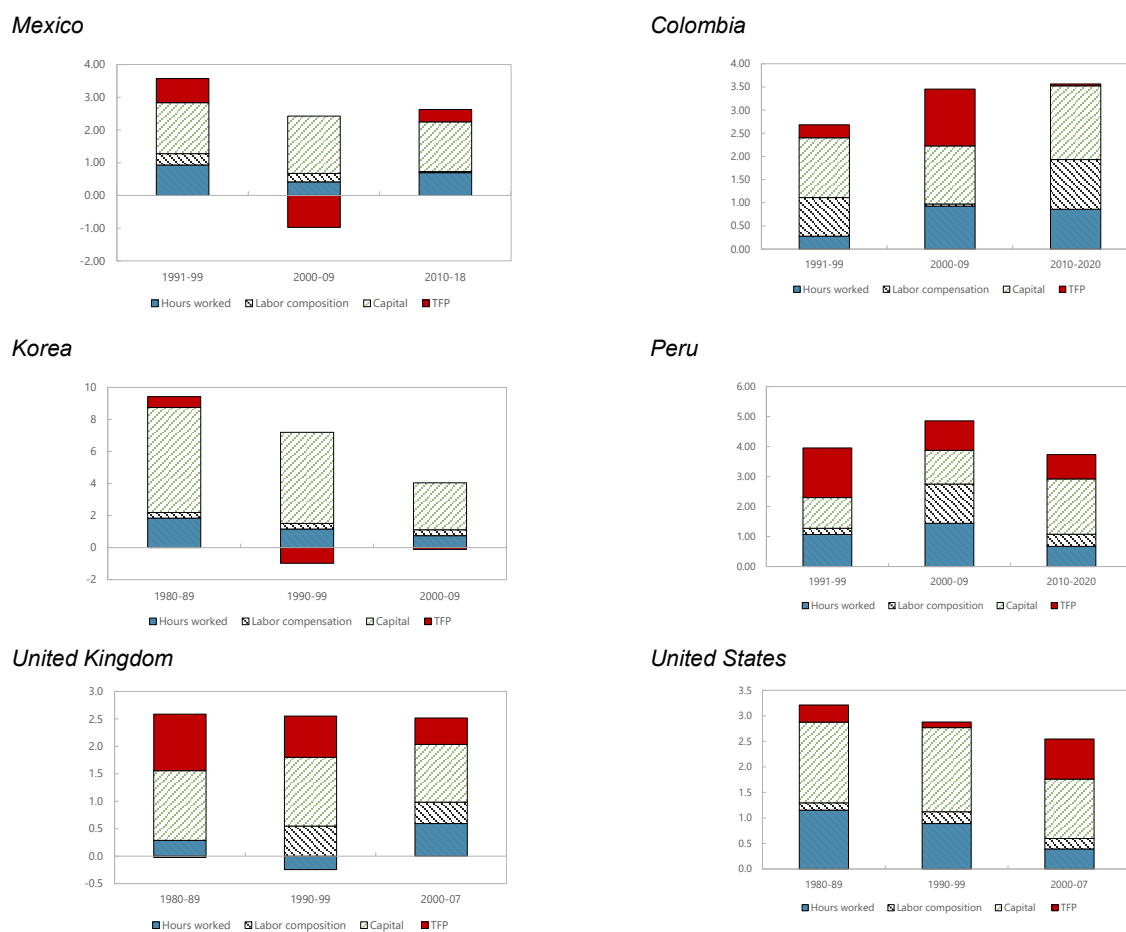 Mexico
4.00
3.00
2.00
1.00
0.00
-1.00
-2.00
1991-99 2000-09 2010-18
Hours worked Labor composition Capital TFP
Colombia
4.00
3.50
3.00
2.50
2.00
1.50
1.00
0.50
0.00
1991-99 2000-09 2010-2020
Hours worked Labor compensation Capital TFP
Korea
10
8
6
4
2
0
-2
1980-89 1990-99 2000-09
Hours worked Labor compensation Capital TFP
Peru
6.00
5.00
4.00
3.00
2.00
1.00
0.00
1991-99 2000-09 2010-2020
Hours worked Labor composition Capital TFP
United Kingdom
3.0
2.5
2.0
1.5
1.0
0.5
0.0
-0.5
1980-89 1990-99 2000-07
Hours worked Labor composition Capital TFP
United States
3.5
3.0
2.5
2.0
1.5
1.0
0.5
0.0
1980-89 1990-99 2000-07
Hours worked Labor composition Capital TFP